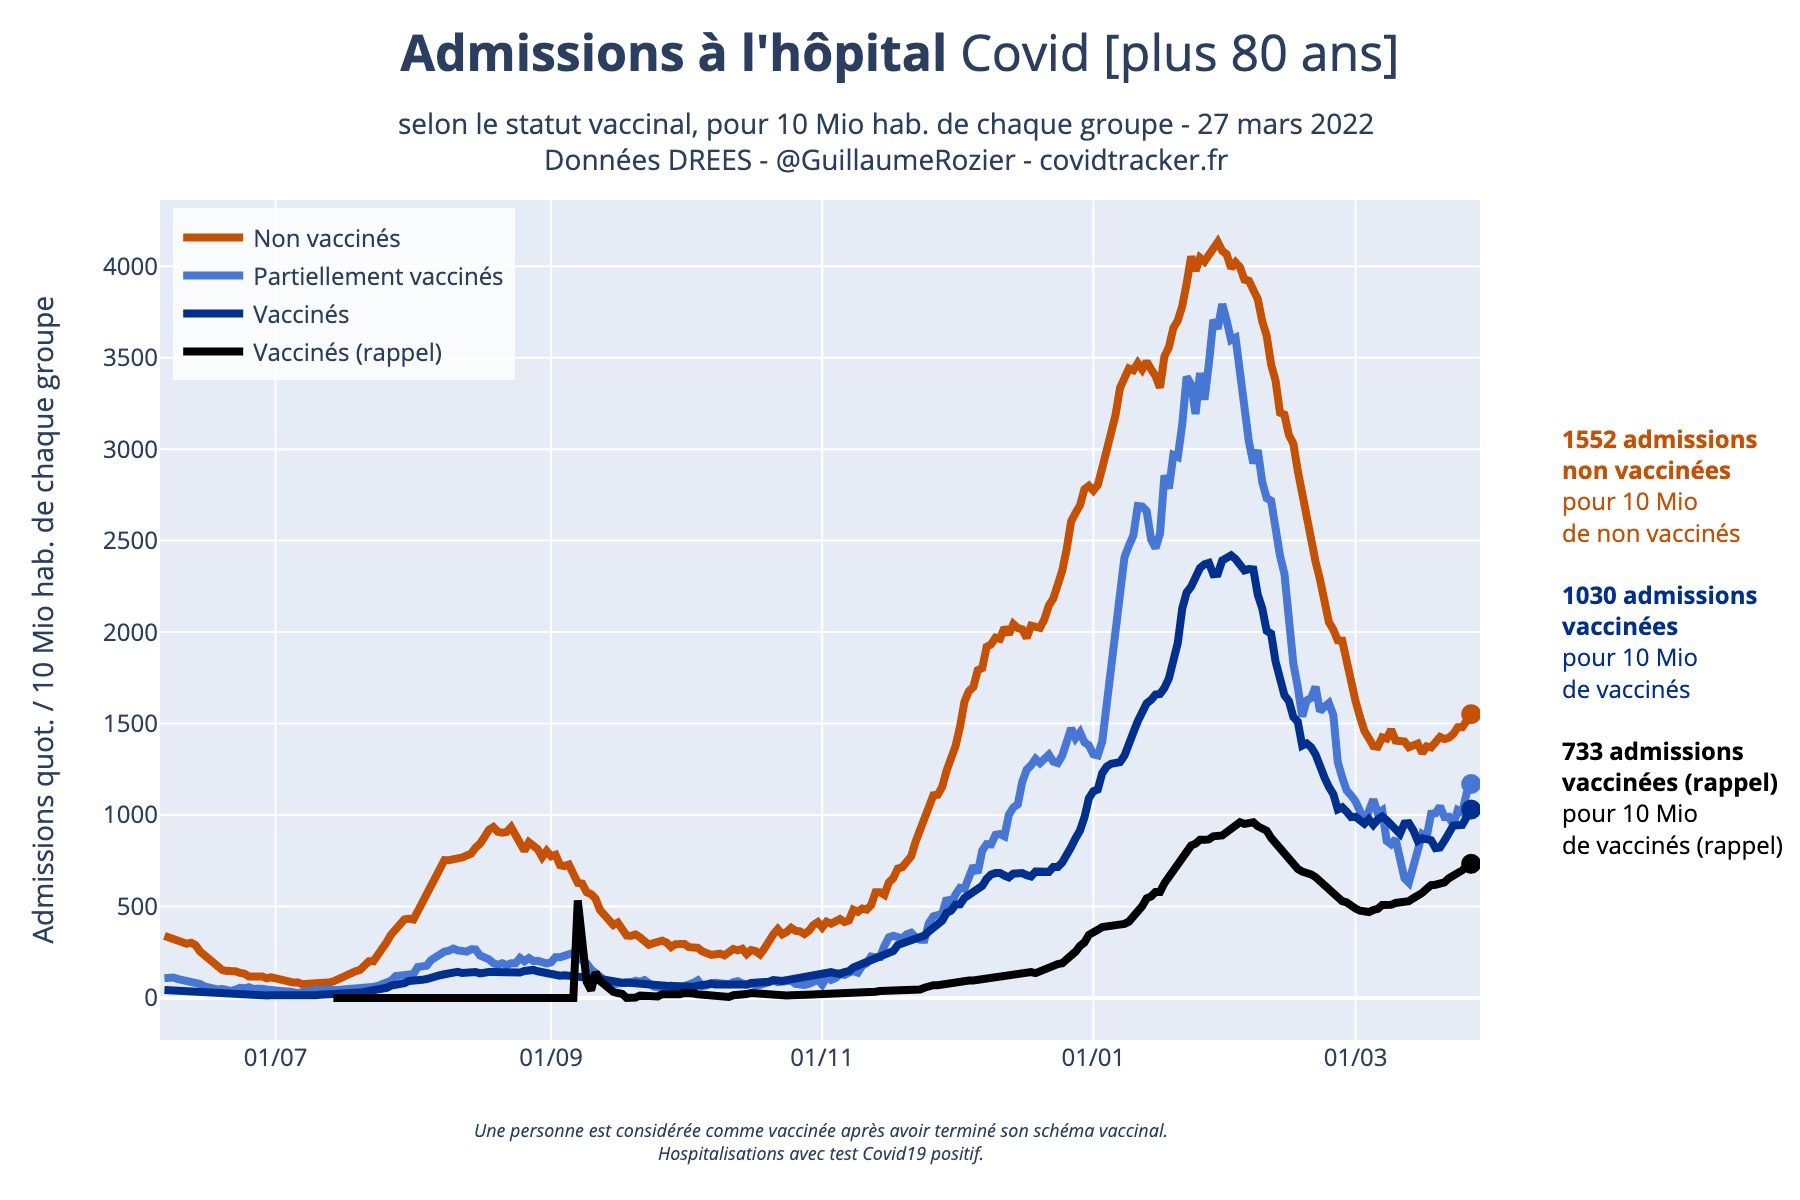 Admissions à l'hôpital Covid [plus 80 ans]
selon le statut vaccinal, pour 10 Mio hab. de chaque groupe - 27 mars 2022
Données DREES - @GuillaumeRozier - covidtracker.fr
Admissions quot. / 10 Mio hab. de chaque groupe
Non vaccinés
Partiellement vaccinés
Vaccinés
Vaccinés (rappel)
4000
3500
3000
2500
2000
1500
1000
500
0
01/07
01/09
01/11
01/01
01/03
1552 admissions
non vaccinées
pour 10 Mio
de non vaccinés
1030 admissions
vaccinées
pour 10 Mio
de vaccinés
733 admissions
vaccinées (rappel)
pour 10 Mio
de vaccinés (rappel)
Une personne est considérée comme vaccinée après avoir terminé son schéma vaccinal.
Hospitalisations avec test Covid19 positif.